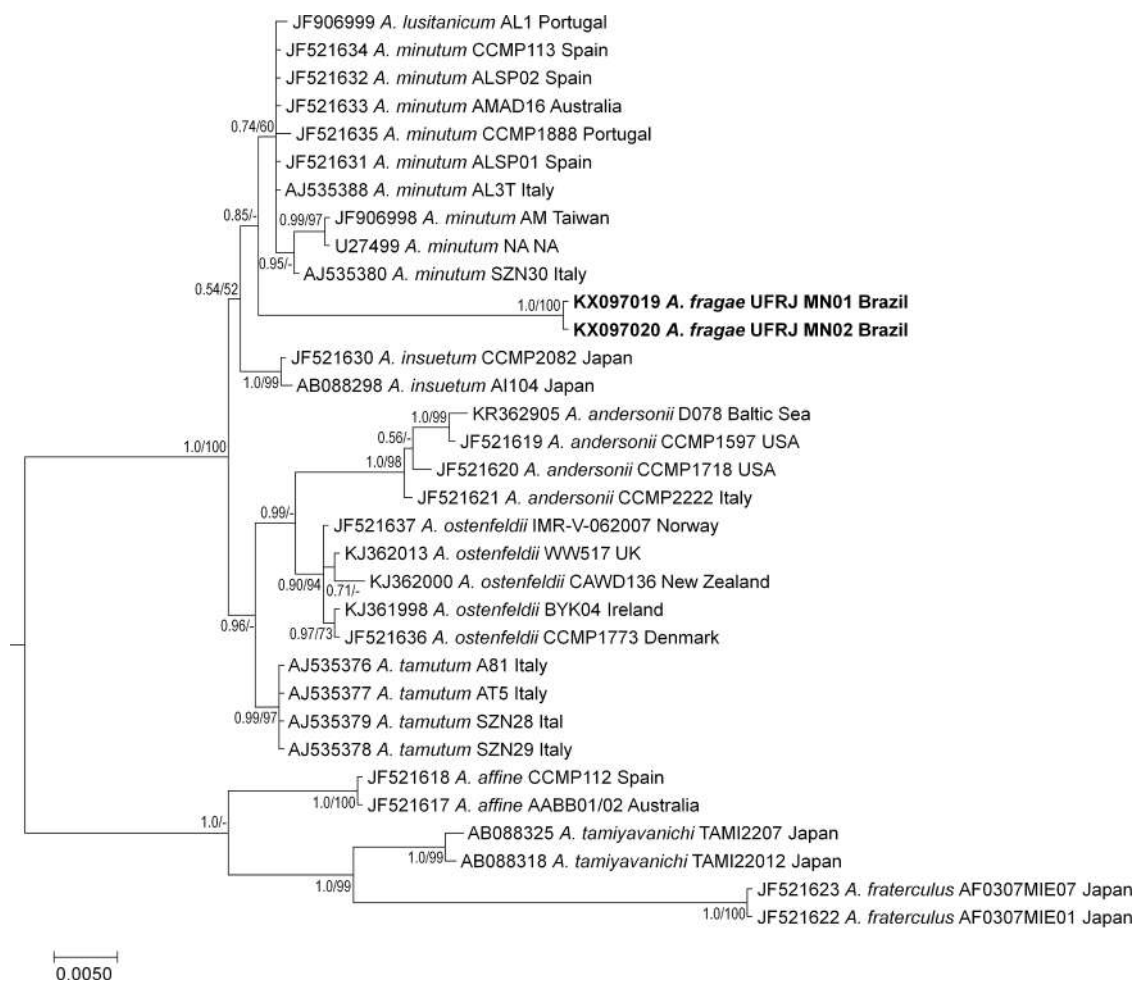 JF906999 A. lusitanicum AL1 Portugal
JF521634 A. minutum CCMP113 Spain
JF521632 A. minutum ALSP02 Spain
JF521633 A. minutum AMAD16 Australia
0.74/60
JF521635 A. minutum CCMP1888 Portugal
JF521631 A. minutum ALSP01 Spain
AJ535388 A. minutum AL3T Italy
0.85/-
0.99/97
JF906998 A. minutum AM Taiwan
U27499 A. minutum NA NA
0.95/-
AJ535380 A. minutum SZN30 Italy
0.54/52
1.0/100
KX097019 A. fragae UFRJ MN01 Brazil
KX097020 A. fragae UFRJ MN02 Brazil
JF521630 A. insuetum CCMP2082 Japan
1.0/99
AB088298 A. insuetum AI104 Japan
1.0/99
KR362905 A. andersonii D078 Baltic Sea
0.56/-
JF521619 A. andersonii CCMP1597 USA
1.0/100
1.0/98
JF521620 A. andersonii CCMP1718 USA
JF521621 A. andersonii CCMP2222 Italy
0.99/-
JF521637 A. ostenfeldii IMR-V-062007 Norway
KJ362013 A. ostenfeldii WW517 UK
0.90/94
0.71/-
KJ362000 A. ostenfeldii CAWD136 New Zealand
KJ361998 A. ostenfeldii BYK04 Ireland
0.96/-
0.97/73
JF521636 A. ostenfeldii CCMP1773 Denmark
AJ535376 A. tamutum A81 Italy
AJ535377 A. tamutum AT5 Italy
AJ535379 A. tamutum SZN28 Ital
0.99/97
AJ535378 A. tamutum SZN29 Italy
JF521618 A. affine CCMP112 Spain
1.0/100
JF521617 A. affine AABB01/02 Australia
1.0/-
AB088325 A. tamiyavanichi TAMI2207 Japan
1.0/99
AB088318 A. tamiyavanichi TAMI22012 Japan
1.0/99
JF521623 A. fraterculus AF0307MIE07 Japan
1.0/100
JF521622 A. fraterculus AF0307MIE01 Japan
0.0050